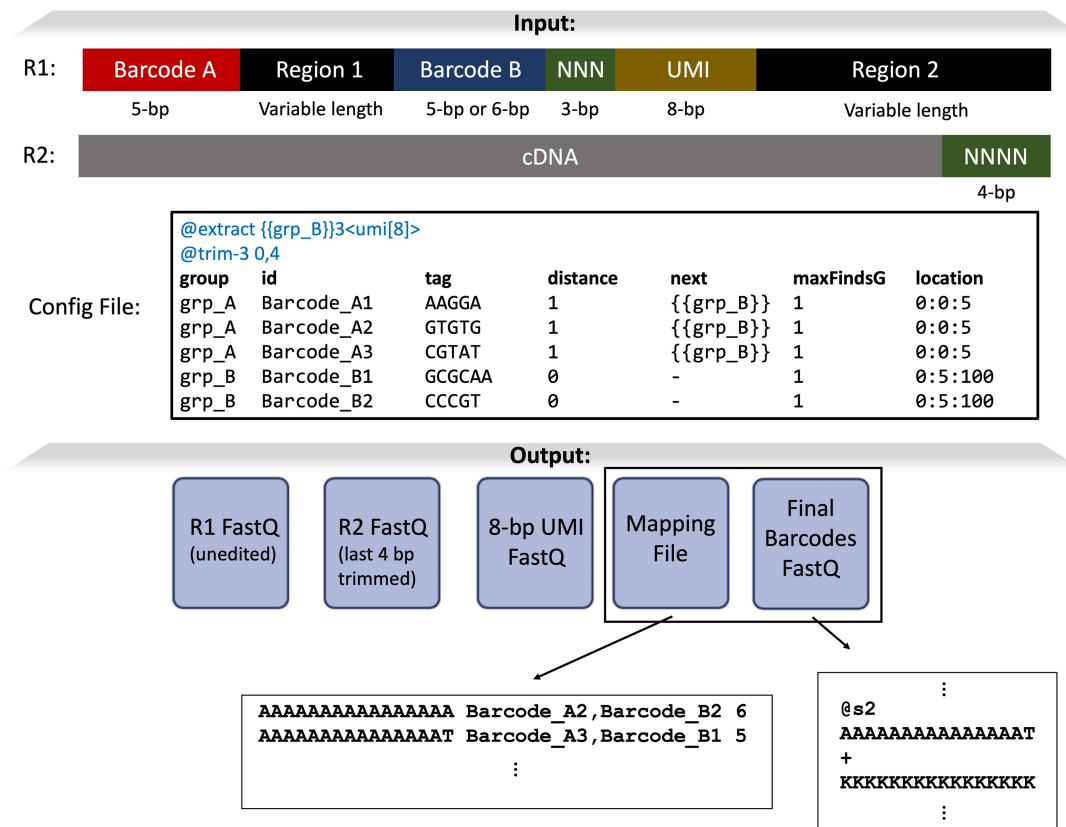 Input:
R1: Barcode A Region 1 Barcode B NNN UMI Region 2
5-bp Variable length 5-bp or 6-bp 3-bp 8-bp Variable length
R2: cDNA NNNN
4-bp
Config File:
@extract {{grp_B}}3<umi[8]>
@trim-3 0,4
group id tag distance next maxFindsG location
grp_A Barcode_A1 AAGGA 1 {{grp_B}} 1 0:0:5
grp_A Barcode_A2 GTGTG 1 {{grp_B}} 1 0:0:5
grp_A Barcode_A3 CGTAT 1 {{grp_B}} 1 0:0:5
grp_B Barcode_B1 GCGCAA 0 - 1 0:5:100
grp_B Barcode_B2 CCCGT 0 - 1 0:5:100
Output:
R1 FastQ
(unedited)
R2 FastQ
(last 4 bp
trimmed)
8-bp UMI
FastQ
Mapping
File
Final
Barcodes
FastQ
AAAAAAAAAAAAAAAA Barcode_A2,Barcode_B2 6
AAAAAAAAAAAAAAAT Barcode_A3,Barcode_B1 5
⋮
⋮
@s2
AAAAAAAAAAAAAAAT
+
KKKKKKKKKKKKKKKK
⋮